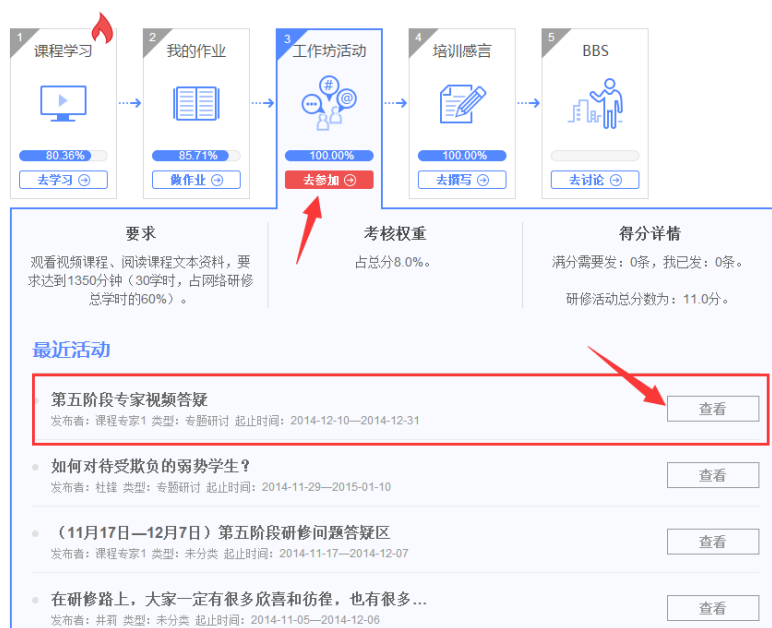 1
课程学习
80.36%
去学习
2
我的作业
85.71%
做作业
3
工作坊活动
#
@
100.00%
去参加
4
培训感言
100.00%
去撰写
5
BBS
去讨论
要求
观看视频课程、阅读课程文本资料，要
求达到1350分钟（30学时，占网络研修
总学时的60%）。
考核权重
占总分8.0%。
得分详情
满分需要发：0条，我已发：0条。
研修活动总分数为：11.0分。
最近活动
第五阶段专家视频答疑
发布者：课程专家1 类型：专题研讨 起止时间：2014-12-10—2014-12-31
查看
如何对待受欺负的弱势学生？
发布者：杜锋 类型：专题研讨 起止时间：2014-11-29—2015-01-10
查看
（11月17日—12月7日）第五阶段研修问题答疑区
发布者：课程专家1 类型：未分类 起止时间：2014-11-17—2014-12-07
查看
在研修路上，大家一定有很多欣喜和彷徨，也有很多...
发布者：井莉 类型：未分类 起止时间：2014-11-05—2014-12-06
查看